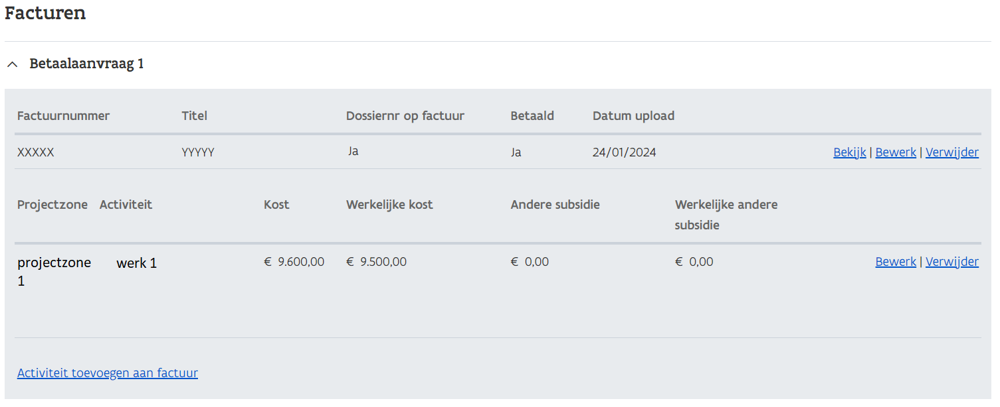 Facturen
Betaalaanvraag 1
Factuurnummer Titel Dossiernr op factuur Betaald Datum upload
XXXXX YYYYY Ja Ja 24/01/2024 Bekijk | Bewerk | Verwijder
Projectzone Activiteit Kost Werkelijke kost Andere subsidie Werkelijke andere
subsidie
projectzone werk 1 € 9.600,00 € 9.500,00 € 0,00 € 0,00 Bewerk | Verwijder
1
Activiteit toevoegen aan factuur